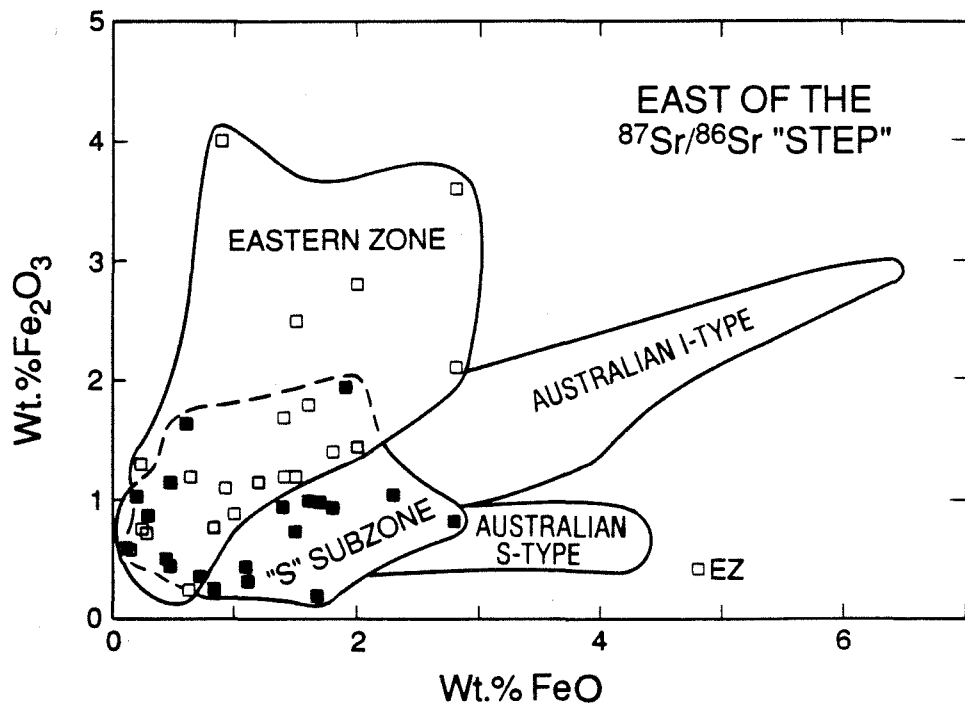 EAST OF THE
⁸⁷Sr/⁸⁶Sr "STEP"
EASTERN ZONE
AUSTRALIAN I-TYPE
"S" SUBZONE
AUSTRALIAN
S-TYPE
EZ
Wt.%Fe₂O₃
5
4
3
2
1
0
0
2
4
6
Wt.% FeO